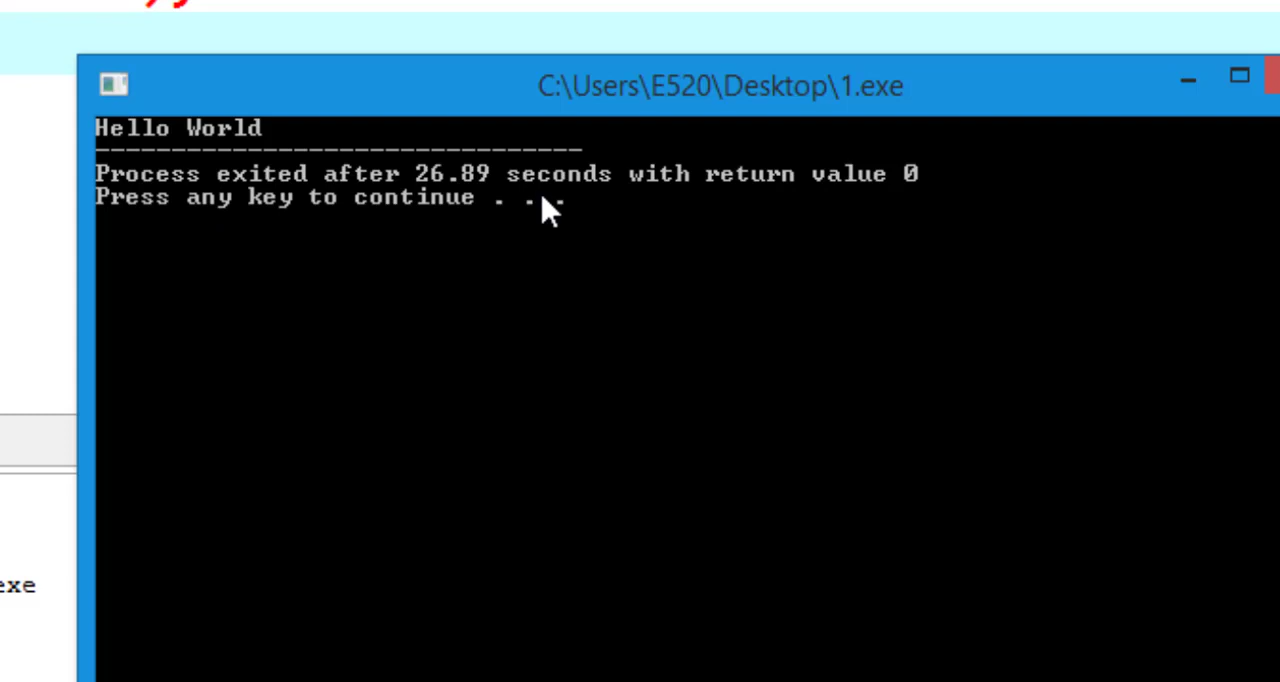 C:\Users\E520\Desktop\1.exe
Hello World
--------------------------------
Process exited after 26.89 seconds with return value 0
Press any key to continue . . .
exe